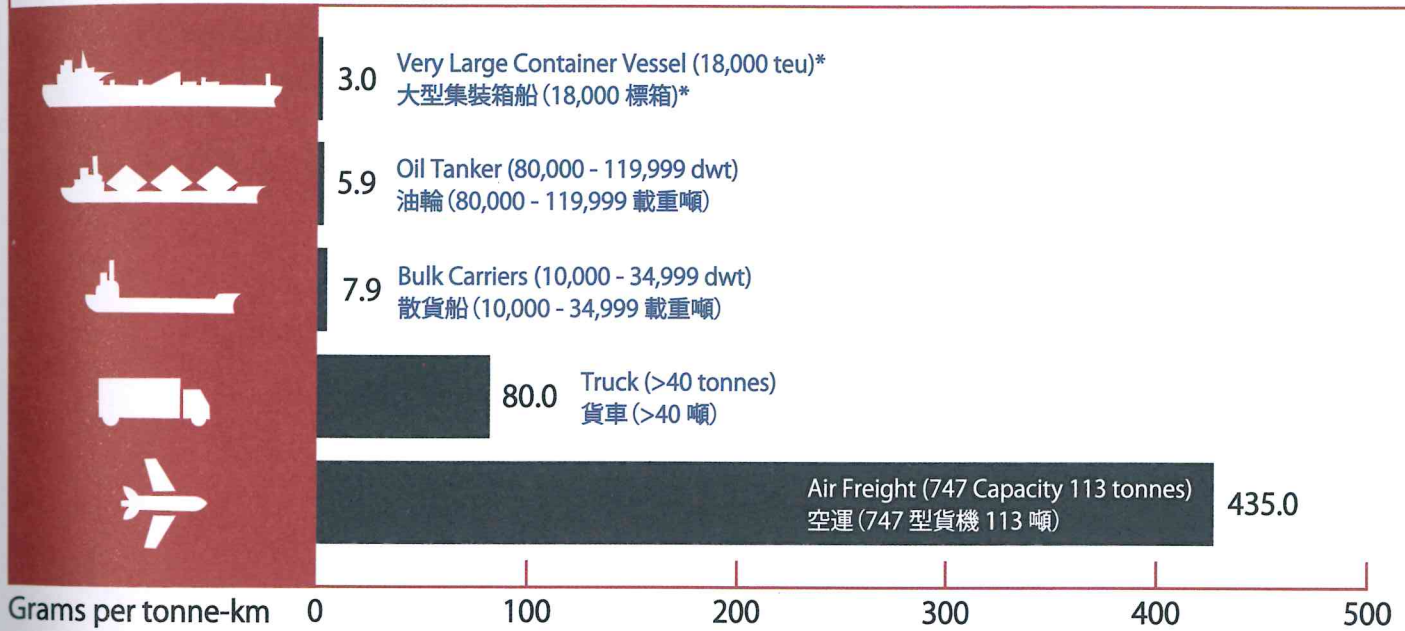 3.0 Very Large Container Vessel (18,000 teu)*
大型集裝箱船 (18,000 標箱)*
5.9 Oil Tanker (80,000 - 119,999 dwt)
油輪 (80,000 - 119,999 載重噸)
7.9 Bulk Carriers (10,000 - 34,999 dwt)
散貨船 (10,000 - 34,999 載重噸)
80.0 Truck (>40 tonnes)
貨車 (>40 噸)
Air Freight (747 Capacity 113 tonnes) 435.0
空運 (747 型貨機 113 噸)
Grams per tonne-km 0 100 200 300 400 500